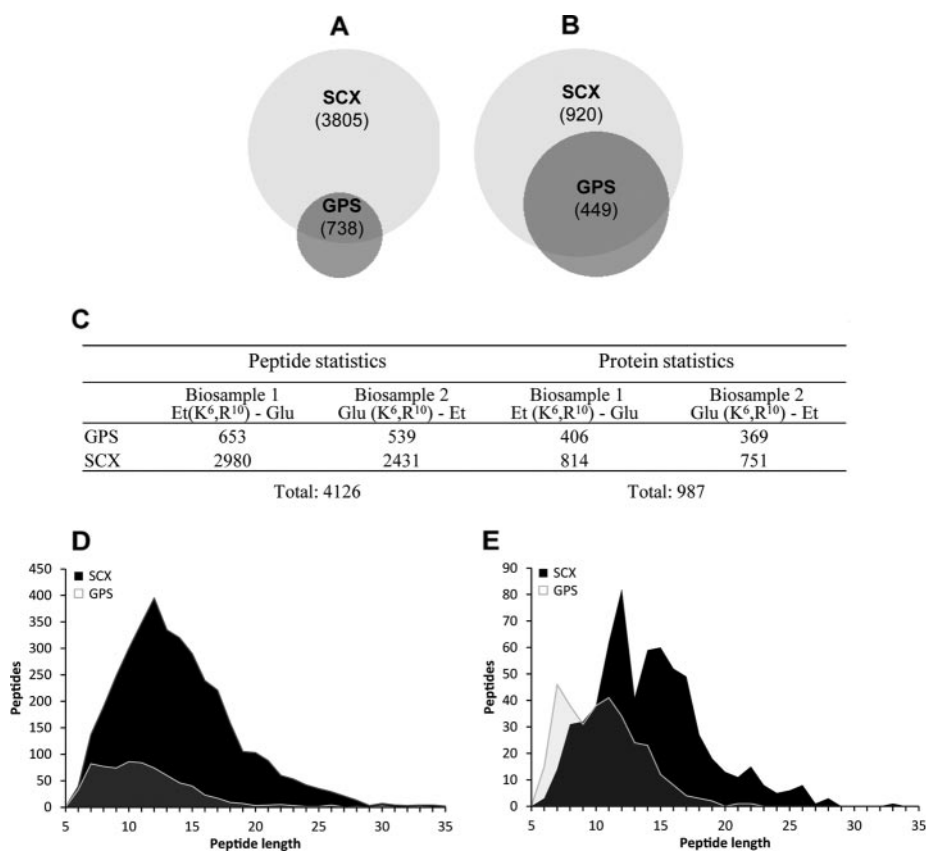 A
B
SCX
(3805)
GPS
(738)
SCX
(920)
GPS
(449)
C
Peptide statistics Protein statistics
Biosample 1 Biosample 2 Biosample 1 Biosample 2
Et(K⁶,R¹⁰) - Glu Glu (K⁶,R¹⁰) - Et Et (K⁶,R¹⁰) - Glu Glu (K⁶,R¹⁰) - Et
GPS 653 539 406 369
SCX 2980 2431 814 751
Total: 4126 Total: 987
D
450
400
350
300
250
200
150
100
50
0
Peptides
SCX
GPS
5 10 15 20 25 30 35
Peptide length
E
90
80
70
60
50
40
30
20
10
0
Peptides
SCX
GPS
5 10 15 20 25 30 35
Peptide length